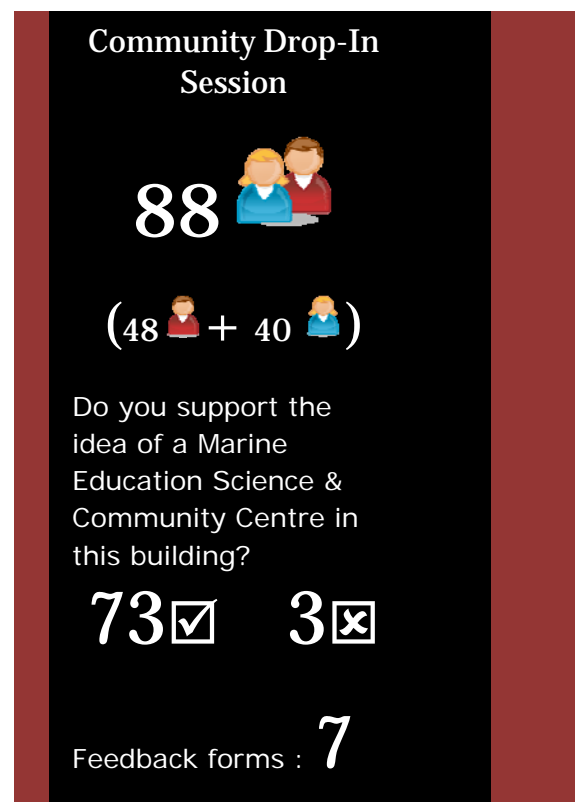 Community Drop-In
Session
88
(48 + 40 )
Do you support the
idea of a Marine
Education Science &
Community Centre in
this building?
73☑ 3☒
Feedback forms : 7